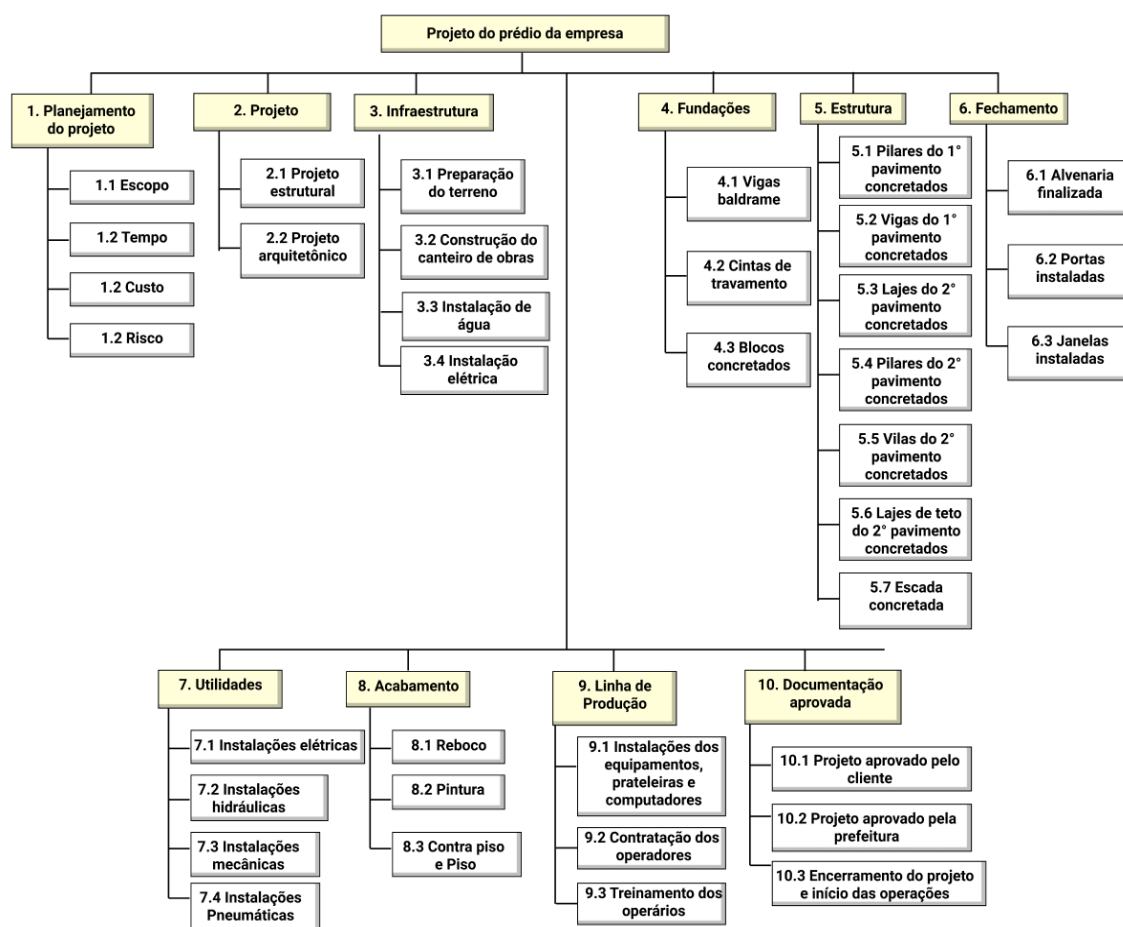 Projeto do prédio da empresa
1. Planejamento
do projeto
1.1 Escopo
1.2 Tempo
1.2 Custo
1.2 Risco
2. Projeto
2.1 Projeto
estrutural
2.2 Projeto
arquitetônico
3. Infraestrutura
3.1 Preparação
do terreno
3.2 Construção do
canteiro de obras
3.3 Instalação de
água
3.4 Instalação
elétrica
4. Fundações
4.1 Vigas
baldrame
4.2 Cintas de
travamento
4.3 Blocos
concretados
5. Estrutura
5.1 Pilares do 1°
pavimento
concretados
5.2 Vigas do 1°
pavimento
concretados
5.3 Lajes do 2°
pavimento
concretados
5.4 Pilares do 2°
pavimento
concretados
5.5 Vilas do 2°
pavimento
concretados
5.6 Lajes de teto
do 2° pavimento
concretados
5.7 Escada
concretada
6. Fechamento
6.1 Alvenaria
finalizada
6.2 Portas
instaladas
6.3 Janelas
instaladas
7. Utilidades
7.1 Instalações elétricas
7.2 Instalações
hidráulicas
7.3 Instalações
mecânicas
7.4 Instalações
Pneumáticas
8. Acabamento
8.1 Reboco
8.2 Pintura
8.3 Contra piso
e Piso
9. Linha de
Produção
9.1 Instalações dos
equipamentos,
prateleiras e
computadores
9.2 Contratação dos
operadores
9.3 Treinamento dos
operários
10. Documentação
aprovada
10.1 Projeto aprovado pelo
cliente
10.2 Projeto aprovado pela
prefeitura
10.3 Encerramento do projeto
e início das operações